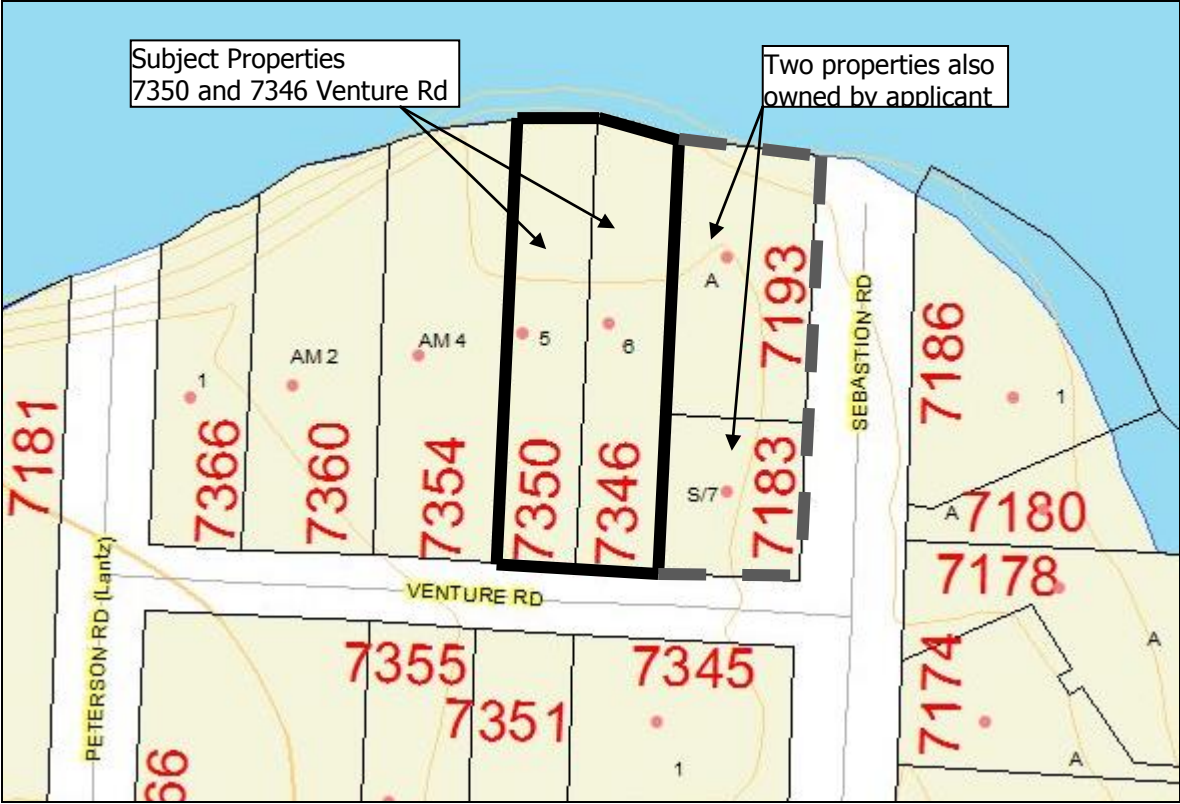 Subject Properties
7350 and 7346 Venture Rd
Two properties also
owned by applicant
7181
1
7366
AM 2
7360
AM 4
7354
5
7350
6
7346
A
7193
S/7
7183
SEBASTION RD
7186
1
A
7180
7178
7174
A
A
PETERSON RD (Lantz)
VENTURE RD
7355
7351
7345
1
66